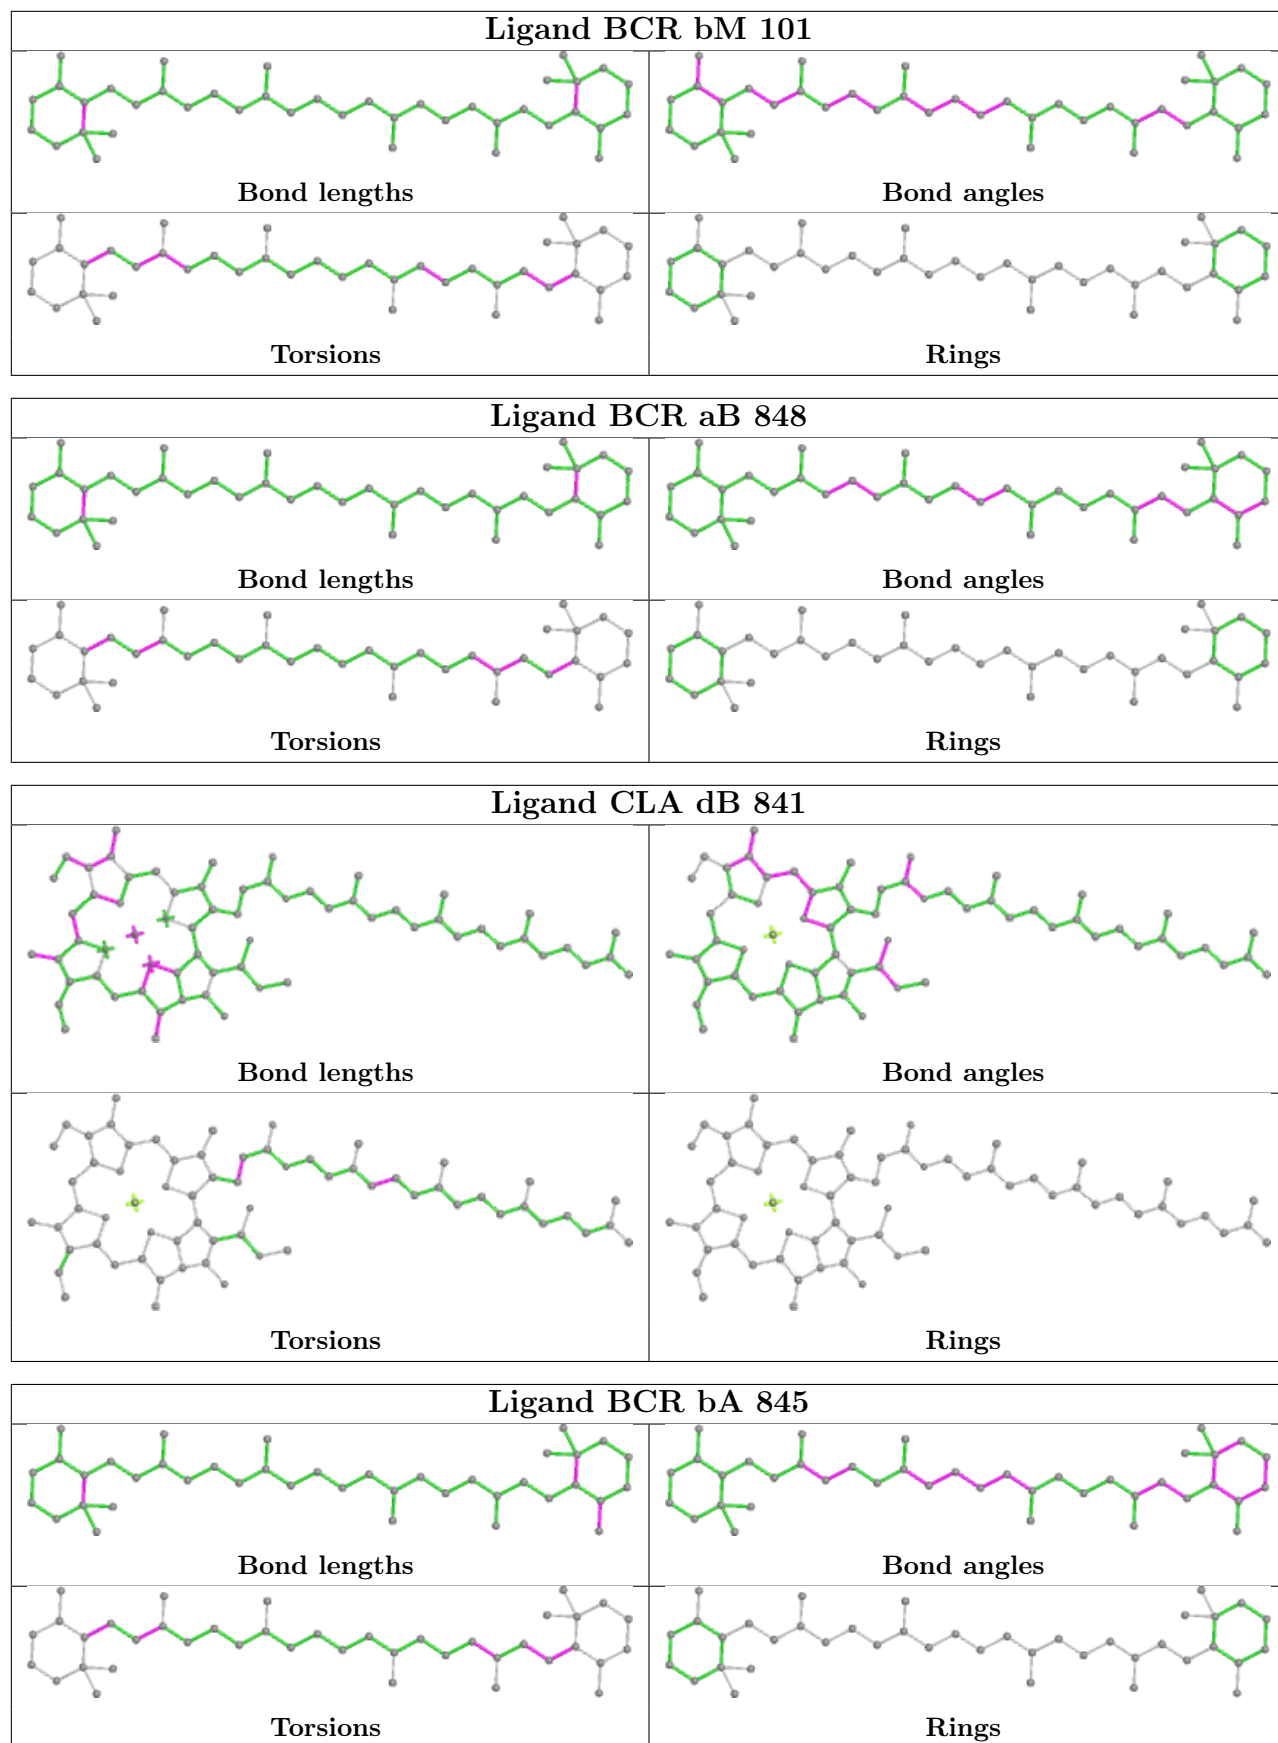 Ligand BCR bM 101
Bond lengths
Bond angles
Torsions
Rings
Ligand BCR aB 848
Bond lengths
Bond angles
Torsions
Rings
Ligand CLA dB 841
Bond lengths
Bond angles
Torsions
Rings
Ligand BCR bA 845
Bond lengths
Bond angles
Torsions
Rings